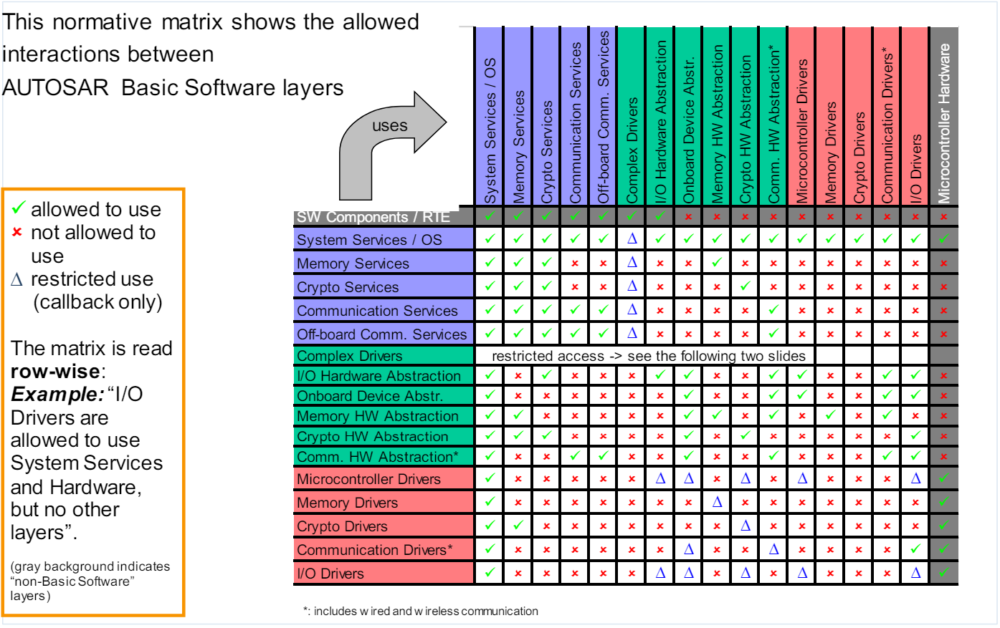 This normative matrix shows the allowed
interactions between
AUTOSAR Basic Software layers
uses
System Services / OS
Memory Services
Crypto Services
Communication Services
Off-board Comm. Services
Complex Drivers
I/O Hardware Abstraction
Onboard Device Abstr.
Memory HW Abstraction
Crypto HW Abstraction
Comm. HW Abstraction*
Microcontroller Drivers
Memory Drivers
Crypto Drivers
Communication Drivers*
I/O Drivers
Microcontroller Hardware
✓ allowed to use
× not allowed to
use
Δ restricted use
(callback only)
The matrix is read
row-wise:
Example: “I/O
Drivers are
allowed to use
System Services
and Hardware,
but no other
layers”.
(gray background indicates
“non-Basic Software”
layers)
SW Components / RTE ✓ ✓ ✓ ✓ ✓ ✓ ✓ × × × × × × × × × ×
System Services / OS ✓ ✓ ✓ ✓ ✓ Δ ✓ ✓ ✓ ✓ ✓ ✓ ✓ ✓ ✓ ✓ ✓
Memory Services ✓ ✓ ✓ × × Δ × × ✓ × × × × × × × ×
Crypto Services ✓ ✓ ✓ × × Δ × × × ✓ × × × × × × ×
Communication Services ✓ ✓ ✓ ✓ ✓ Δ × × × × ✓ × × × × × ×
Off-board Comm. Services ✓ ✓ ✓ ✓ ✓ Δ × × × × ✓ × × × × × ×
Complex Drivers restricted access -> see the following two slides
I/O Hardware Abstraction ✓ × ✓ × × × ✓ ✓ × × ✓ ✓ × × ✓ ✓ ×
Onboard Device Abstr. ✓ × × × × × × ✓ × × ✓ ✓ × × ✓ ✓ ×
Memory HW Abstraction ✓ ✓ × × × × × ✓ ✓ × ✓ × ✓ × ✓ × ×
Crypto HW Abstraction ✓ ✓ ✓ × × × × ✓ × ✓ × × × × × ✓ ×
Comm. HW Abstraction* ✓ × × ✓ ✓ × × ✓ × × ✓ × × × ✓ ✓ ×
Microcontroller Drivers ✓ × × × × × Δ Δ × Δ × Δ × × × Δ ✓
Memory Drivers ✓ × × × × × × × Δ × × × × × × × ✓
Crypto Drivers ✓ ✓ × × × × × × × Δ × × × × × × ✓
Communication Drivers* ✓ × × × × × × Δ × × Δ × × × × ✓ ✓
I/O Drivers ✓ × × × × × Δ Δ × Δ × Δ × × × Δ ✓
*: includes wired and wireless communication